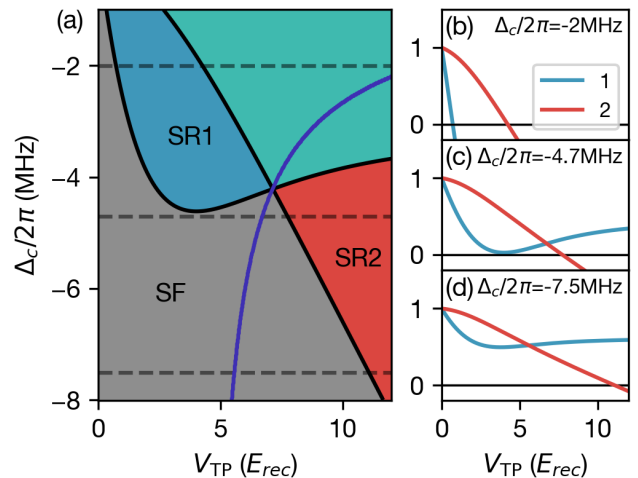 (a)
SR1
SR2
SF
-2
-4
-6
-8
Δc/2π (MHz)
0
5
10
VTP (Erec)
(b) Δc/2π=-2MHz
1
0
1
2
(c) Δc/2π=-4.7MHz
1
0
(d) Δc/2π=-7.5MHz
1
0
0
5
10
VTP (Erec)